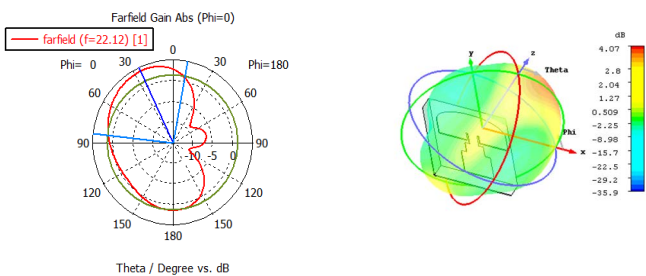 Farfield Gain Abs (Phi=0)
farfield (f=22.12) [1]
Phi= 0
30
0
30
Phi=180
60
60
90
-10
-5
0
90
120
120
150
150
180
Theta / Degree vs. dB
dB
4.07
2.8
2.04
1.27
0.509
-2.25
-8.98
-15.7
-22.5
-29.2
-35.9
y
z
Theta
Phi
x